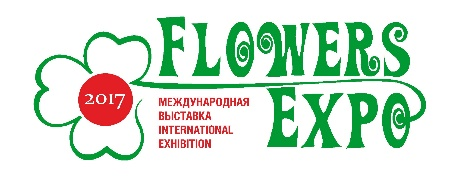 FLOWERS
EXPO
2017
МЕЖДУНАРОДНАЯ
ВЫСТАВКА
INTERNATIONAL
EXHIBITION